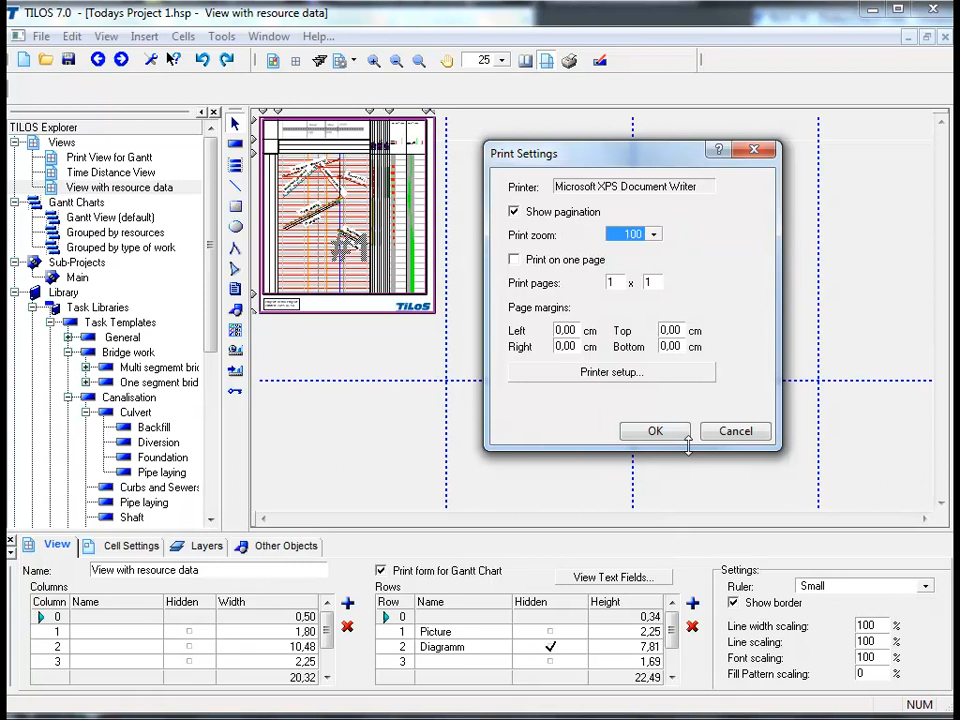 TILOS 7.0 - [Todays Project 1.hsp - View with resource data]
File Edit View Insert Cells Tools Window Help...
25
TILOS Explorer
Views
Print View for Gantt
Time Distance View
View with resource data
Gantt Charts
Gantt View (default)
Grouped by resources
Grouped by type of work
Sub-Projects
Main
Library
Task Libraries
Task Templates
General
Bridge work
Multi segment brid
One segment brid
Canalisation
Culvert
Backfill
Diversion
Foundation
Pipe laying
Curbs and Sewers
Pipe laying
Shaft
TILOS
Print Settings
Printer: Microsoft XPS Document Writer
Show pagination
Print zoom: 100
Print on one page
Print pages: 1 x 1
Page margins:
Left 0,00 cm Top 0,00 cm
Right 0,00 cm Bottom 0,00 cm
Printer setup...
OK Cancel
View Cell Settings Layers Other Objects
Name: View with resource data
Columns
Column Name Hidden Width
0 0,50
1 1,80
2 10,48
3 2,25
20,32
Print form for Gantt Chart View Text Fields...
Rows
Row Name Hidden Height
0 0,34
1 Picture 2,25
2 Diagramm 7,81
3 1,69
22,49
Settings:
Ruler: Small
Show border
Line width scaling: 100 %
Line scaling: 100 %
Font scaling: 100 %
Fill Pattern scaling: 0 %
NUM